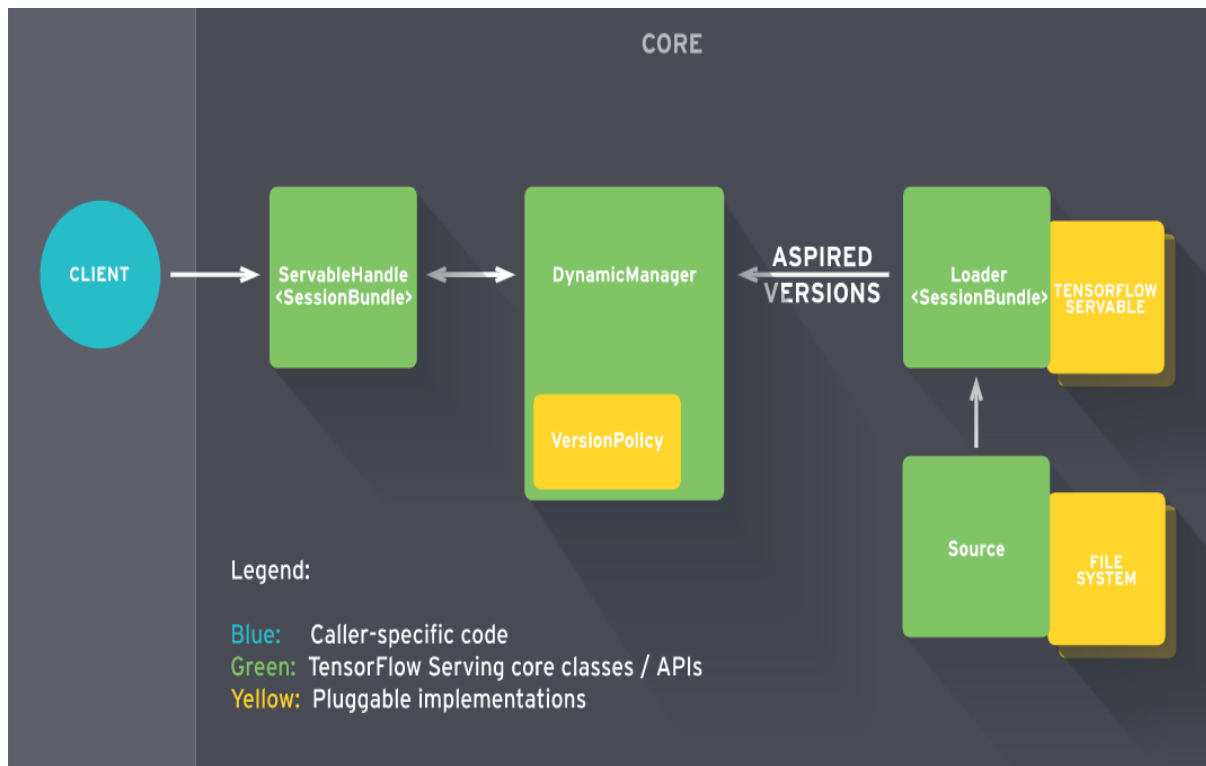 CORE
CLIENT
ServableHandle
<SessionBundle>
DynamicManager
VersionPolicy
ASPIRED
VERSIONS
Loader
<SessionBundle>
TENSORFLOW
SERVABLE
Source
FILE
SYSTEM
Legend:
Blue: Caller-specific code
Green: TensorFlow Serving core classes / APIs
Yellow: Pluggable implementations